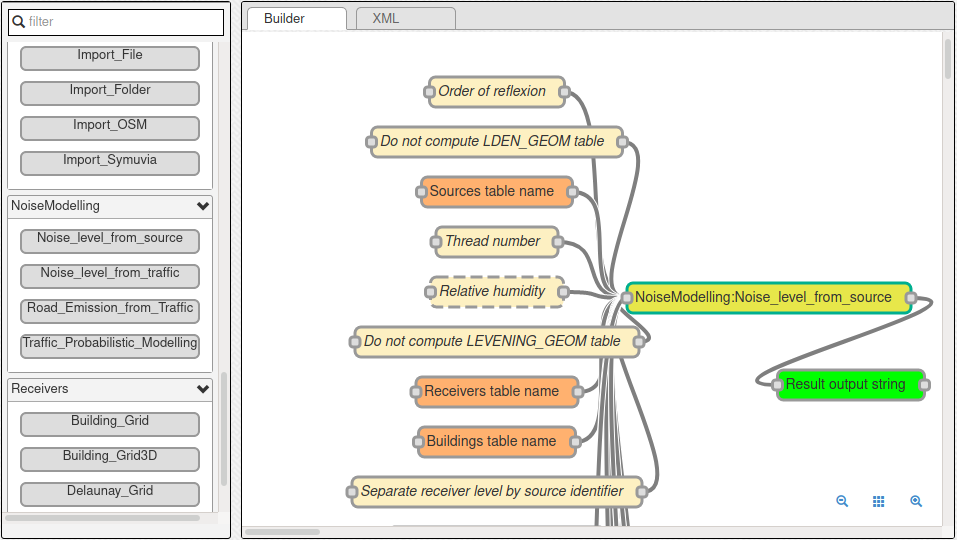 filter
Import_File
Import_Folder
Import_OSM
Import_Symuvia
NoiseModelling
Noise_level_from_source
Noise_level_from_traffic
Road_Emission_from_Traffic
Traffic_Probabilistic_Modelling
Receivers
Building_Grid
Building_Grid3D
Delaunay_Grid
Builder
XML
Order of reflexion
Do not compute LDEN_GEOM table
Sources table name
Thread number
Relative humidity
NoiseModelling:Noise_level_from_source
Do not compute LEVENING_GEOM table
Result output string
Receivers table name
Buildings table name
Separate receiver level by source identifier